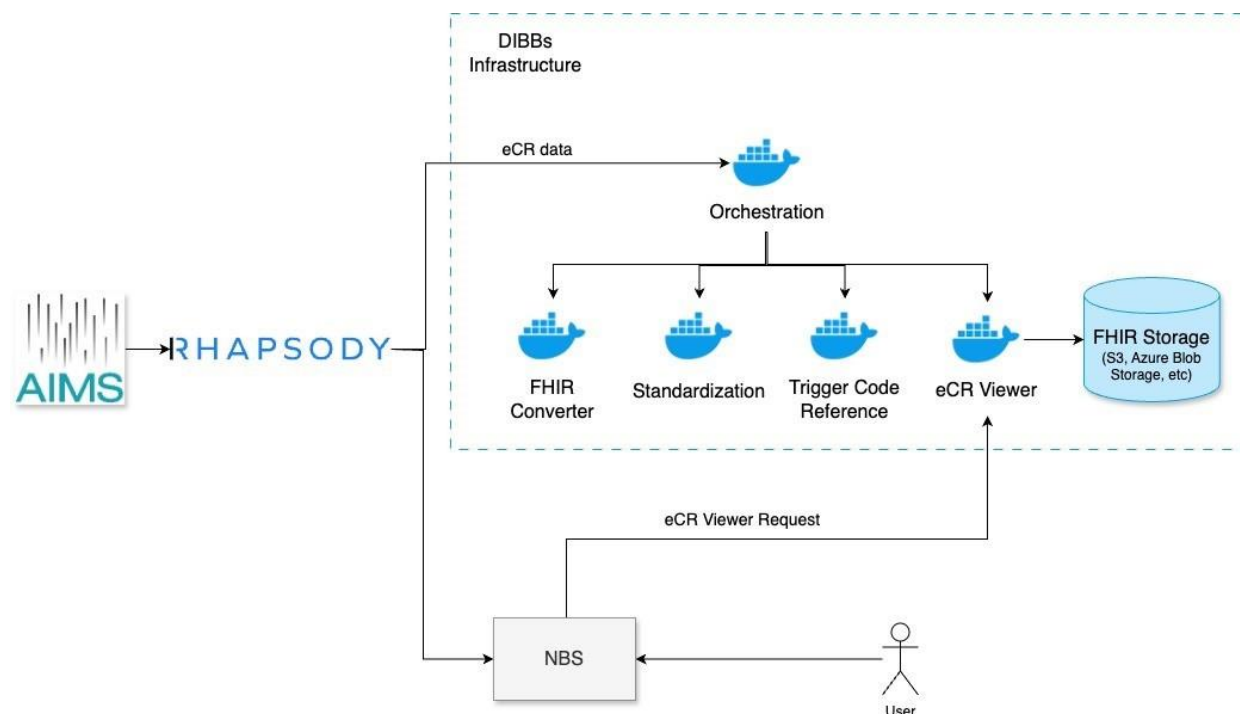 DIBBs
Infrastructure
eCR data
Orchestration
AIMS
RHAPSODY
FHIR
Converter
Standardization
Trigger Code
Reference
eCR Viewer
FHIR Storage
(S3, Azure Blob
Storage, etc)
eCR Viewer Request
NBS
User